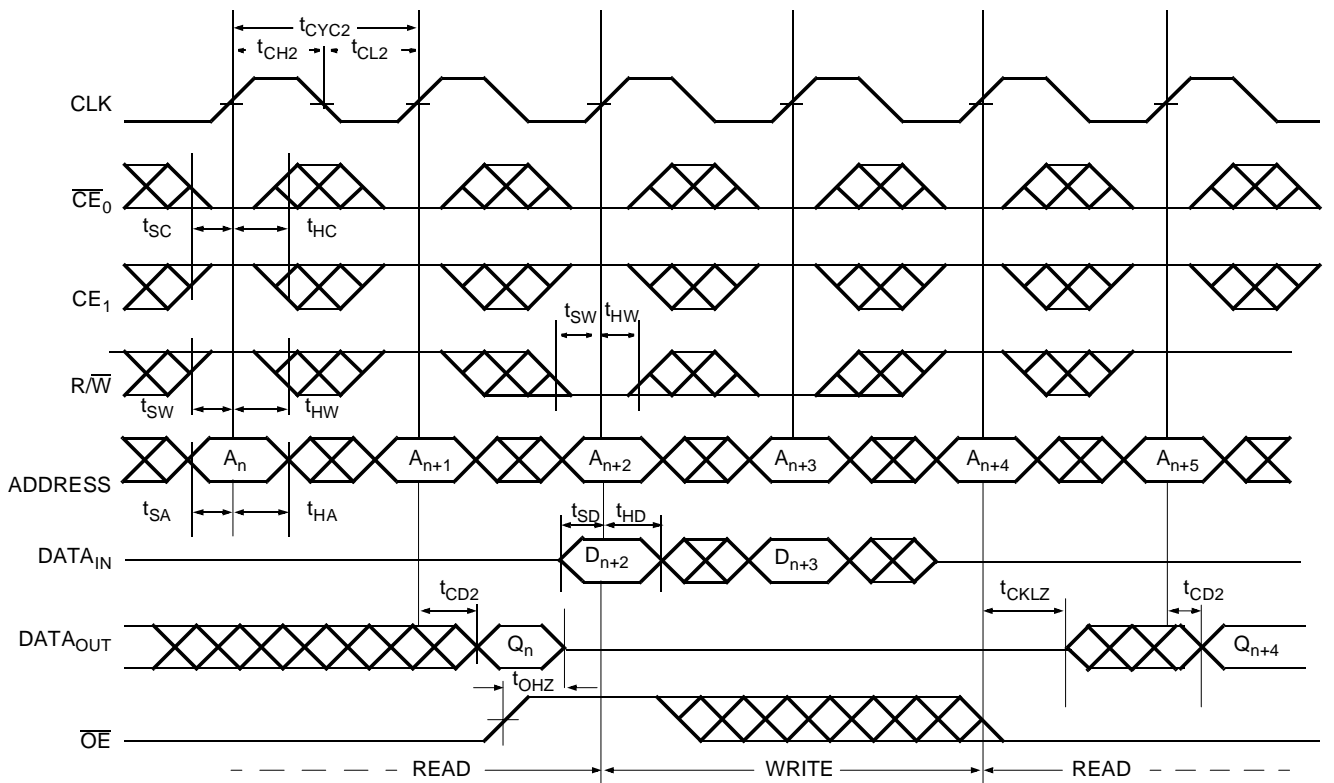 tCYC2
tCH2 tCL2
CLK
CE0
tSC tHC
CE1
tSW tHW
R/W
tSW tHW
An An+1 An+2 An+3 An+4 An+5
ADDRESS
tSA tHA tSD tHD
DATAIN Dn+2 Dn+3
tCD2 tCKLZ tCD2
DATAOUT Qn Qn+4
tOHZ
OE
READ WRITE READ